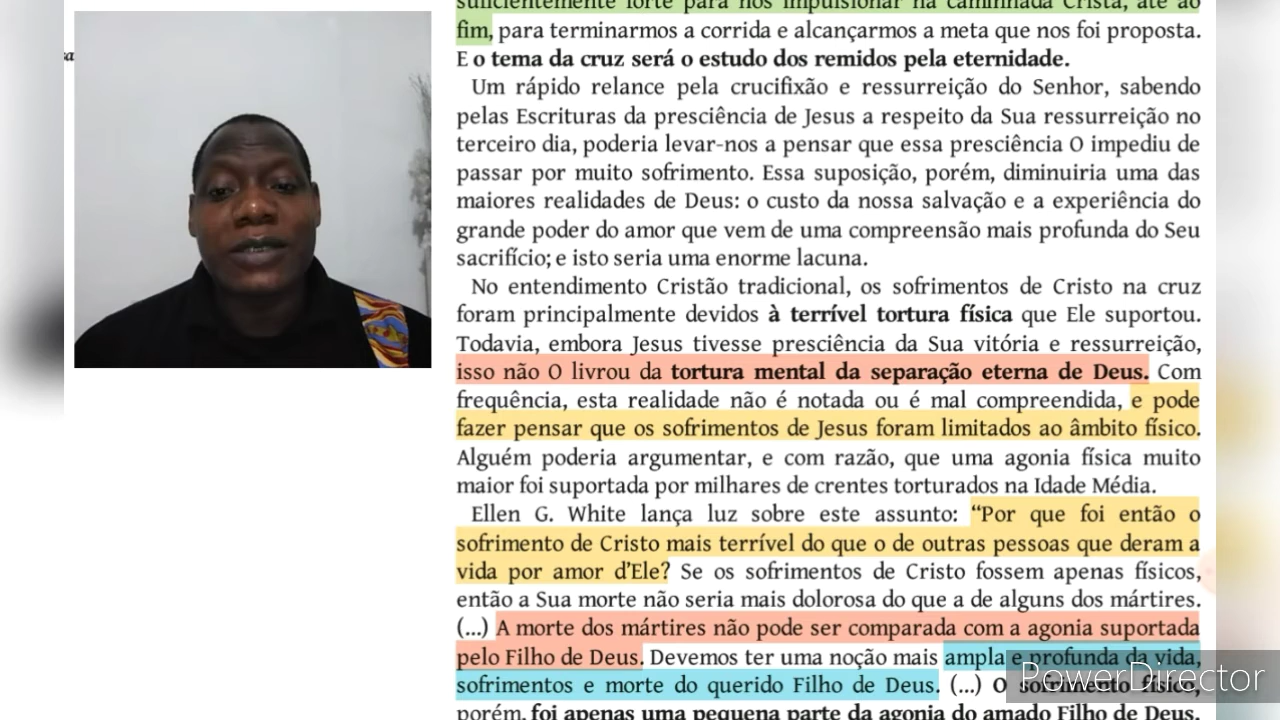 suficientemente forte para nos impulsionar na caminhada Cristã, até ao
fim, para terminarmos a corrida e alcançarmos a meta que nos foi proposta.
E o tema da cruz será o estudo dos remidos pela eternidade.
Um rápido relance pela crucifixão e ressurreição do Senhor, sabendo
pelas Escrituras da presciência de Jesus a respeito da Sua ressurreição no
terceiro dia, poderia levar-nos a pensar que essa presciência O impediu de
passar por muito sofrimento. Essa suposição, porém, diminuiria uma das
maiores realidades de Deus: o custo da nossa salvação e a experiência do
grande poder do amor que vem de uma compreensão mais profunda do Seu
sacrifício; e isto seria uma enorme lacuna.
No entendimento Cristão tradicional, os sofrimentos de Cristo na cruz
foram principalmente devidos à terrível tortura física que Ele suportou.
Todavia, embora Jesus tivesse presciência da Sua vitória e ressurreição,
isso não O livrou da tortura mental da separação eterna de Deus. Com
frequência, esta realidade não é notada ou é mal compreendida, e pode
fazer pensar que os sofrimentos de Jesus foram limitados ao âmbito físico.
Alguém poderia argumentar, e com razão, que uma agonia física muito
maior foi suportada por milhares de crentes torturados na Idade Média.
Ellen G. White lança luz sobre este assunto: “Por que foi então o
sofrimento de Cristo mais terrível do que o de outras pessoas que deram a
vida por amor d’Ele? Se os sofrimentos de Cristo fossem apenas físicos,
então a Sua morte não seria mais dolorosa do que a de alguns dos mártires.
(...) A morte dos mártires não pode ser comparada com a agonia suportada
pelo Filho de Deus. Devemos ter uma noção mais ampla e profunda da vida,
sofrimentos e morte do querido Filho de Deus. (...) O sofrimento físico,
porém, foi apenas uma pequena parte da agonia do amado Filho de Deus.
PowerDirector